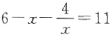 6 − x − 4/x = 11